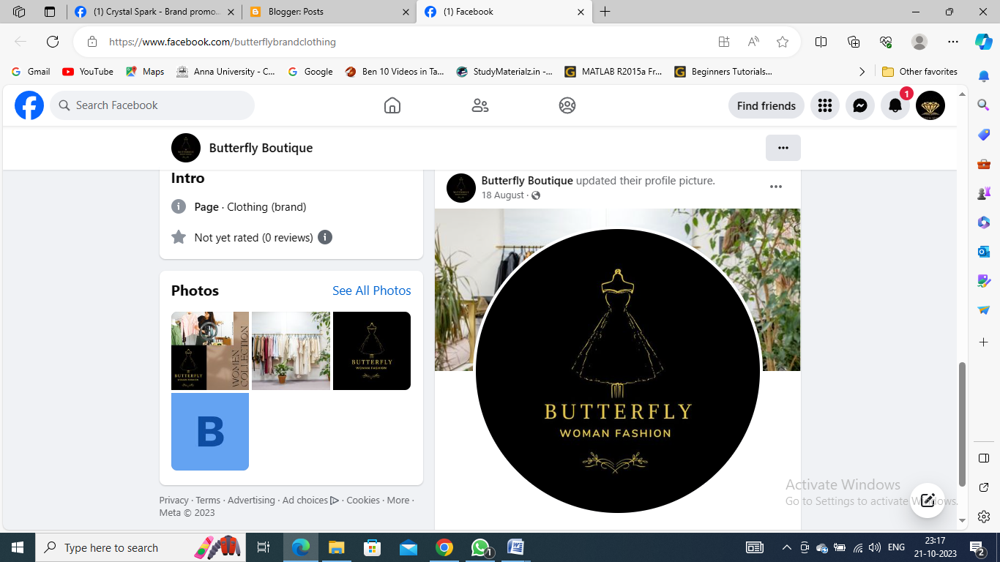 (1) Crystal Spark - Brand promo...
Blogger: Posts
(1) Facebook
https://www.facebook.com/butterflybrandclothing
Gmail
YouTube
Maps
Anna University - C...
Google
Ben 10 Videos in Ta...
StudyMaterialz.in -...
MATLAB R2015a Fr...
Beginners Tutorials...
Other favorites
Search Facebook
Find friends
1
Butterfly Boutique
Intro
Page · Clothing (brand)
Not yet rated (0 reviews)
Photos
See All Photos
BUTTERFLY
WOMAN FASHION
WOMEN
COLLECTION
BUTTERFLY
WOMAN FASHION
B
Privacy · Terms · Advertising · Ad choices · Cookies · More ·
Meta © 2023
Butterfly Boutique updated their profile picture.
18 August ·
BUTTERFLY
WOMAN FASHION
Activate Windows
Go to Settings to activate Windows.
Type here to search
1
W
ENG
23:17
21-10-2023
2